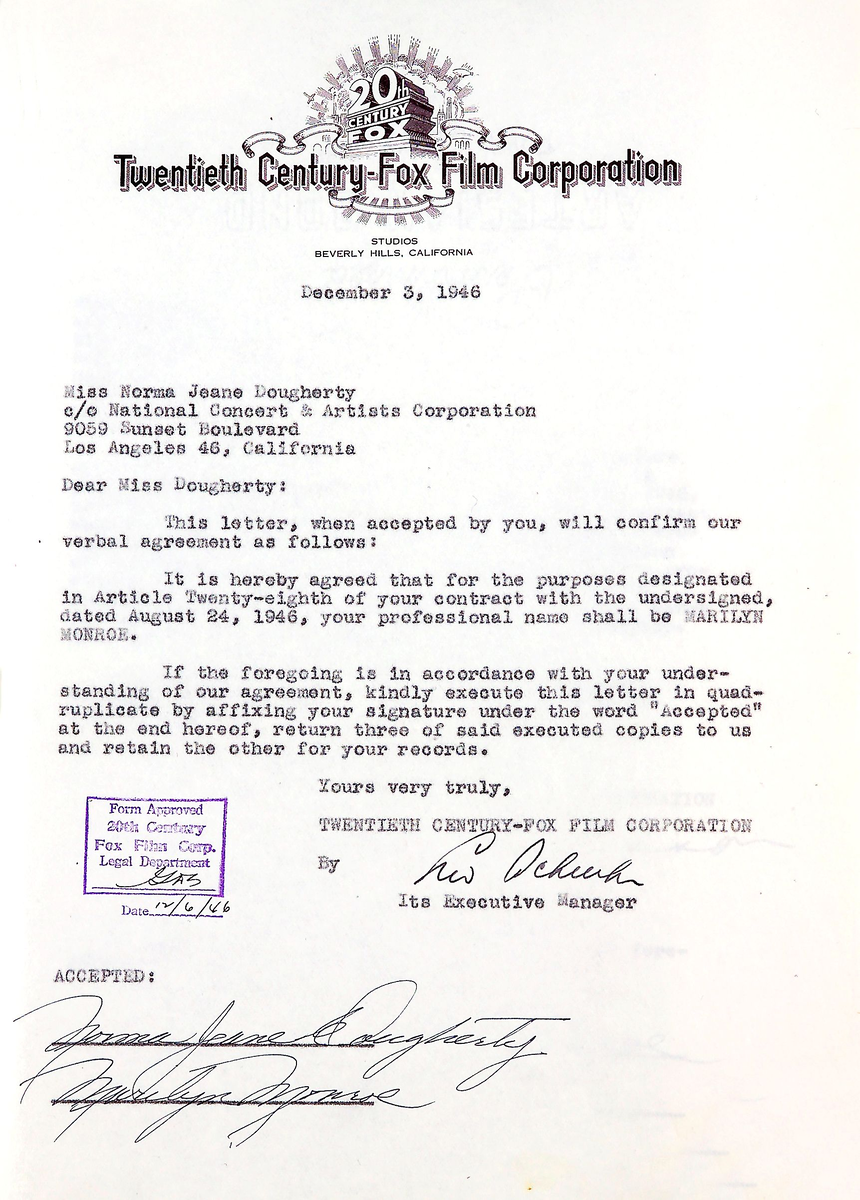 20th
CENTURY
FOX
Twentieth Century-Fox Film Corporation
STUDIOS
BEVERLY HILLS, CALIFORNIA
December 3, 1946
Miss Norma Jeane Dougherty
c/o National Concert & Artists Corporation
9059 Sunset Boulevard
Los Angeles 46, California
Dear Miss Dougherty:
This letter, when accepted by you, will confirm our
verbal agreement as follows:
It is hereby agreed that for the purposes designated
in Article Twenty-eighth of your contract with the undersigned,
dated August 24, 1946, your professional name shall be MARILYN
MONROE.
If the foregoing is in accordance with your under-
standing of our agreement, kindly execute this letter in quad-
ruplicate by affixing your signature under the word "Accepted"
at the end hereof, return three of said executed copies to us
and retain the other for your records.
Yours very truly,
TWENTIETH CENTURY-FOX FILM CORPORATION
By
Its Executive Manager
Form Approved
20th Century
Fox Film Corp.
Legal Department
Date 12/6/46
ACCEPTED:
Norma Jeane Dougherty
Marilyn Monroe